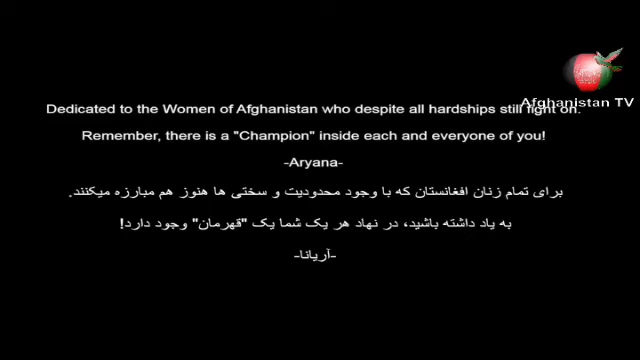 Afghanistan TV
Dedicated to the Women of Afghanistan who despite all hardships still fight on.
Remember, there is a "Champion" inside each and everyone of you!
-Aryana-
برای تمام زنان افغانستان که با وجود محدودیت و سختی ها هنوز هم مبارزه میکنند.
به یاد داشته باشید، در نهاد هر یک شما یک "قهرمان" وجود دارد!
-آریانا-